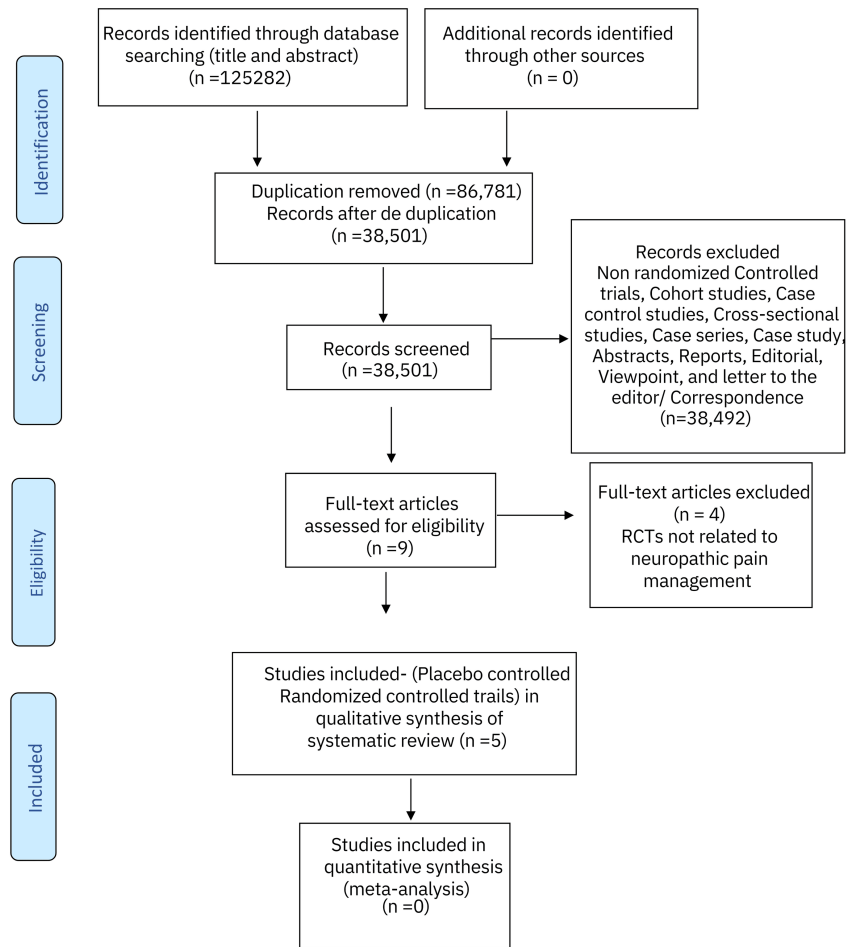 Records identified through database
searching (title and abstract)
(n =125282)
Additional records identified
through other sources
(n = 0)
Identification
Duplication removed (n =86,781)
Records after de duplication
(n =38,501)
Records excluded
Non randomized Controlled
trials, Cohort studies, Case
control studies, Cross-sectional
studies, Case series, Case study,
Abstracts, Reports, Editorial,
Viewpoint, and letter to the
editor/ Correspondence
(n=38,492)
Screening
Records screened
(n =38,501)
Full-text articles
assessed for eligibility
(n =9)
Full-text articles excluded
(n = 4)
RCTs not related to
neuropathic pain
management
Eligibility
Studies included- (Placebo controlled
Randomized controlled trails) in
qualitative synthesis of
systematic review (n =5)
Included
Studies included in
quantitative synthesis
(meta-analysis)
(n =0)